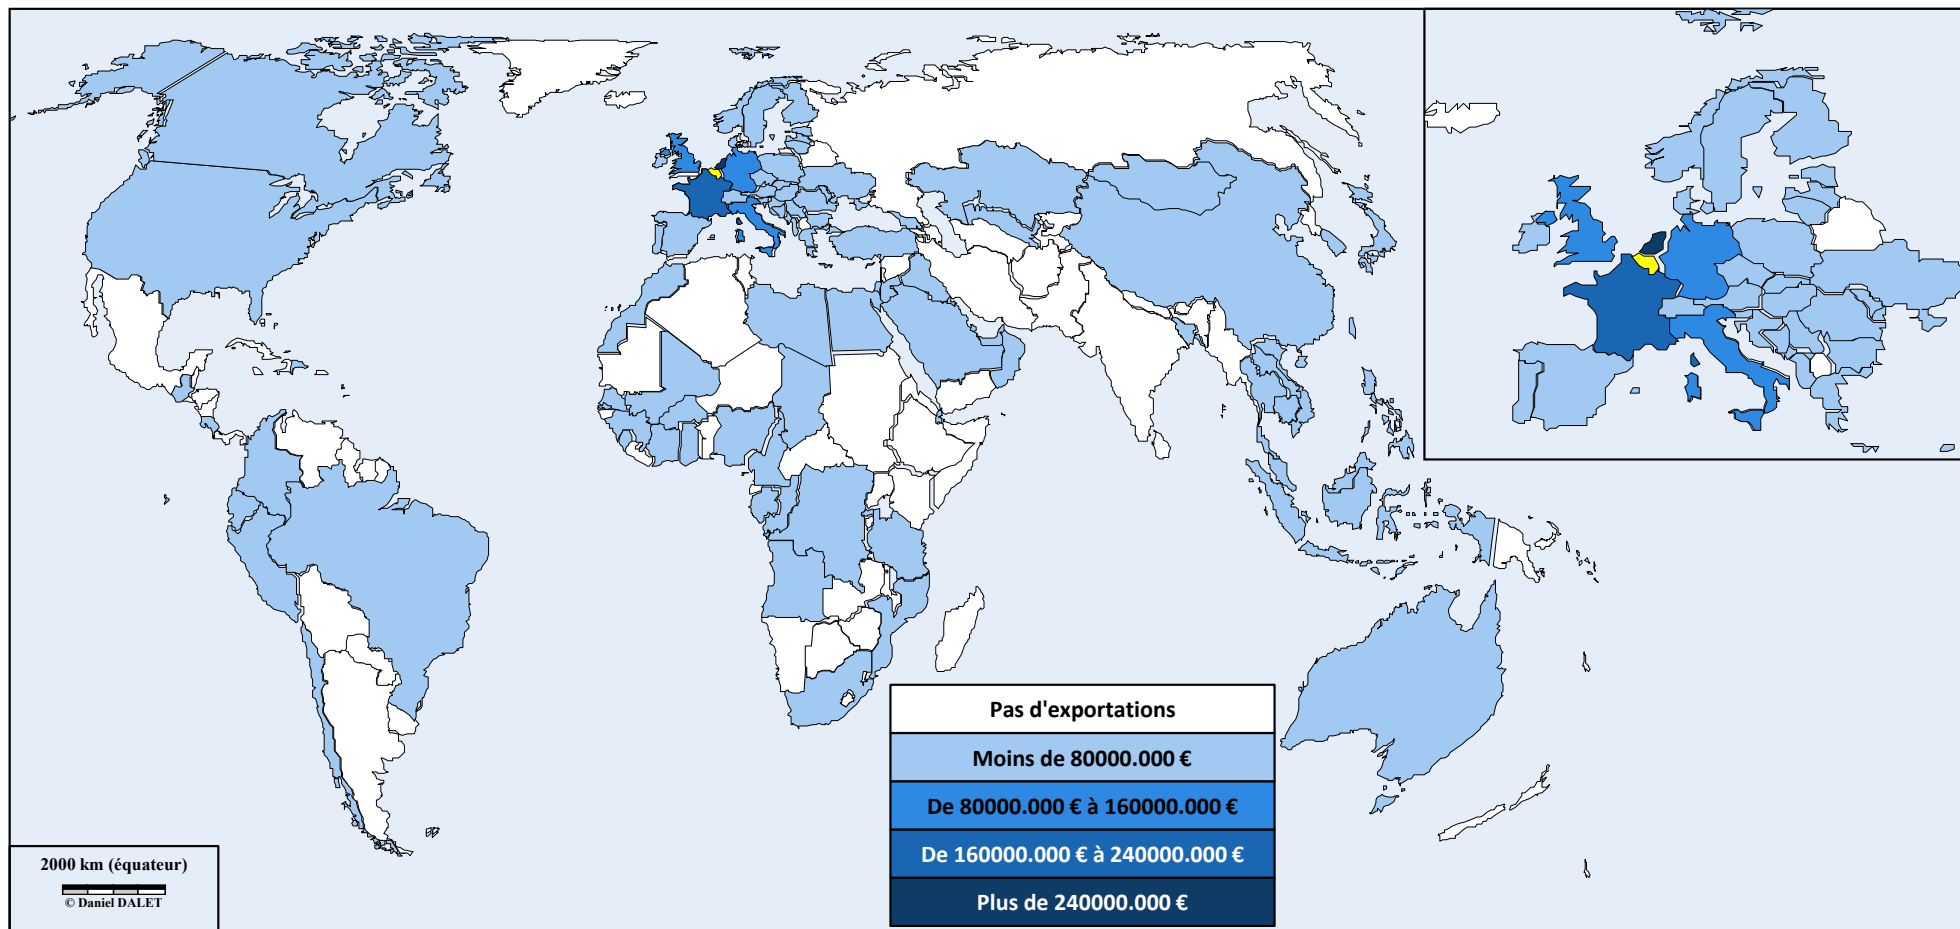 Pas d'exportations
Moins de 80000.000 €
De 80000.000 € à 160000.000 €
De 160000.000 € à 240000.000 €
Plus de 240000.000 €
2000 km (équateur)
© Daniel DALET